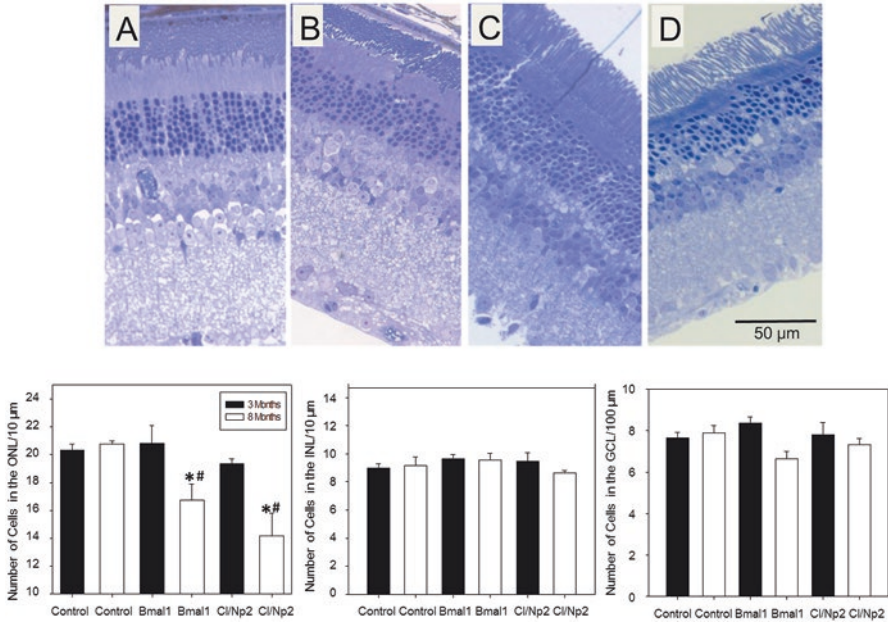 A
B
C
D
50 µm
Number of Cells in the ONL/10 µm
24
22
20
18
16
14
12
10
3 Months
8 Months
*#
*#
Control Control Bmal1 Bmal1 Cl/Np2 Cl/Np2
Number of Cells in the INL/10 µm
14
12
10
8
6
4
2
0
Control Control Bmal1 Bmal1 Cl/Np2 Cl/Np2
Number of Cells in the GCL/100 µm
10
8
6
4
2
0
Control Control Bmal1 Bmal1 Cl/Np2 Cl/Np2